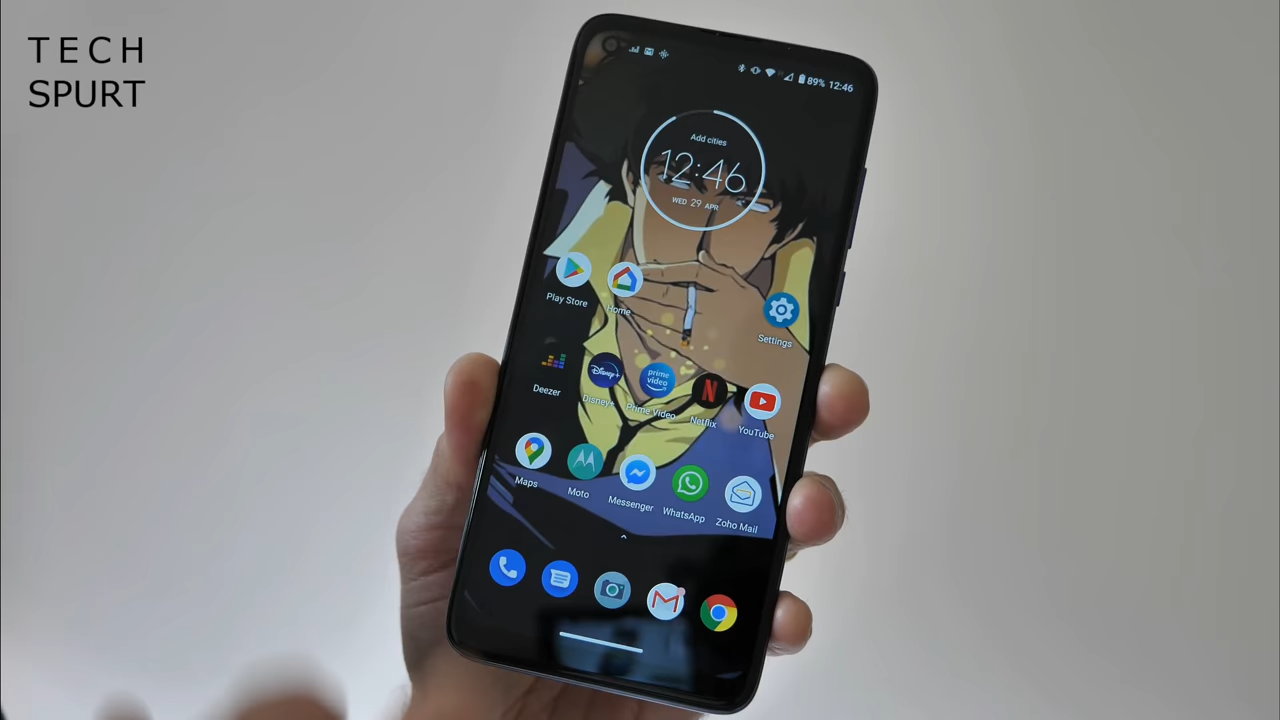 TECH
SPURT
89% 12:46
Add cities
12:46
WED 29 APR
Play Store
Home
Settings
Deezer
Disney+
prime video
Prime Video
N
Netflix
YouTube
Maps
Moto
Messenger
WhatsApp
Zoho Mail